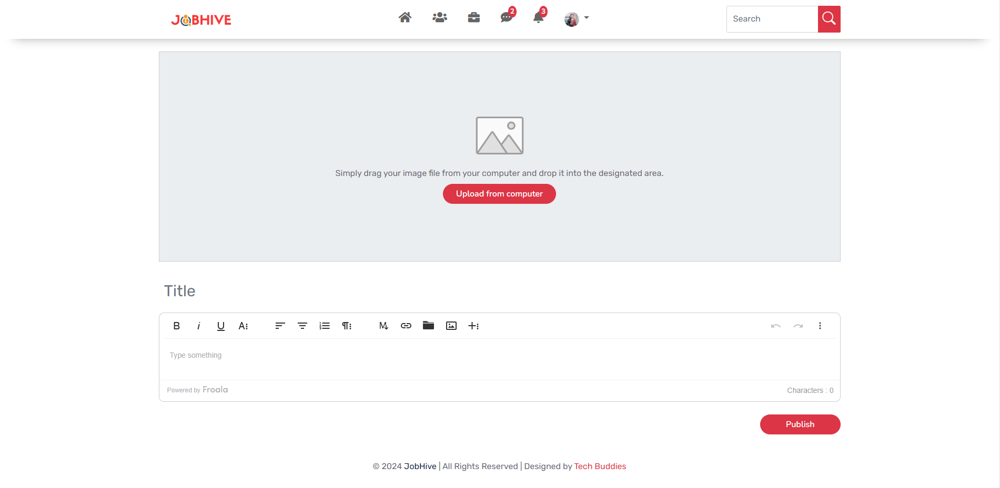 JOBHIVE
2
3
Search
Simply drag your image file from your computer and drop it into the designated area.
Upload from computer
Title
Type something
Powered by Froala
Characters : 0
Publish
© 2024 JobHive | All Rights Reserved | Designed by Tech Buddies